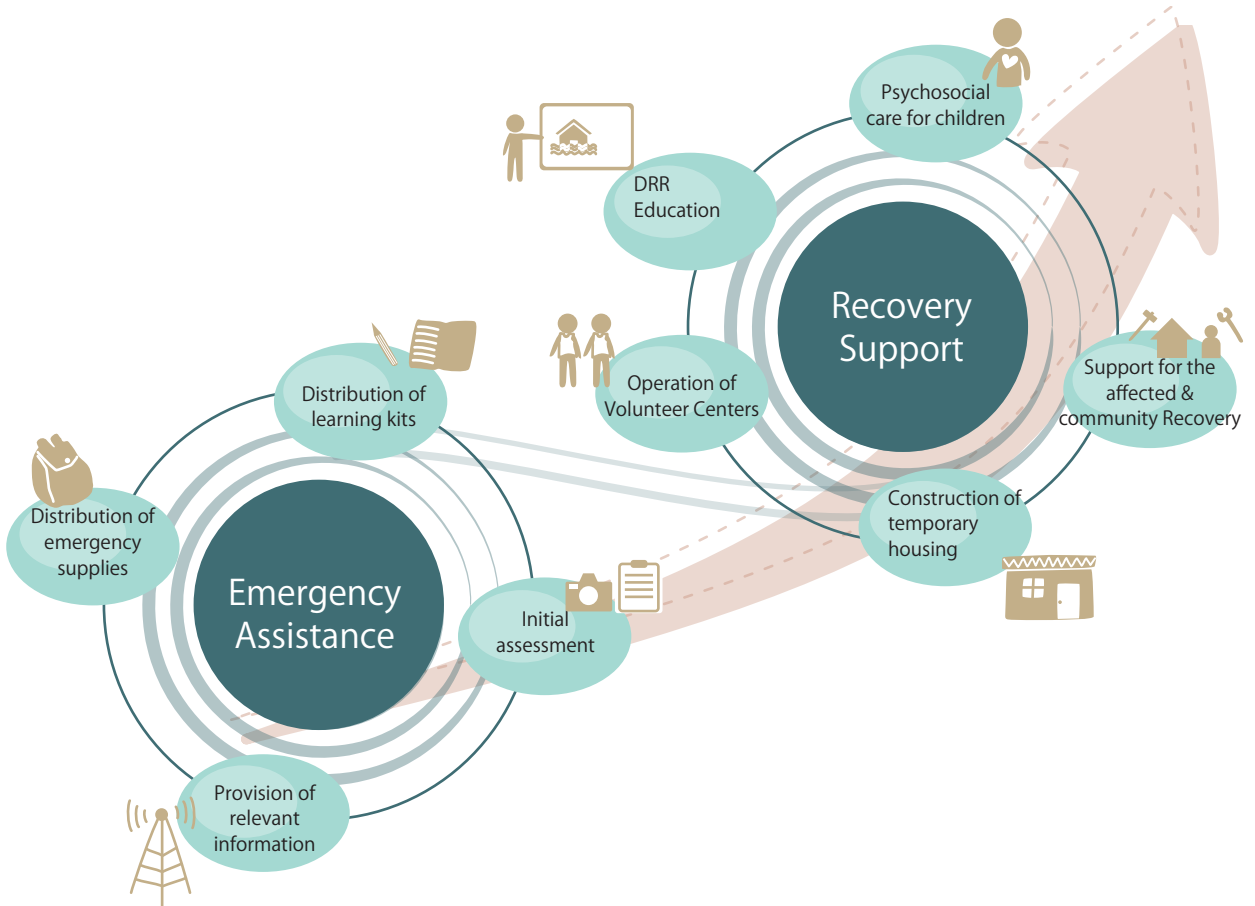 Psychosocial
care for children
DRR
Education
Recovery
Support
Operation of
Volunteer Centers
Support for the
affected &
community Recovery
Construction of
temporary
housing
Distribution of
learning kits
Distribution of
emergency
supplies
Emergency
Assistance
Initial
assessment
Provision of
relevant
information